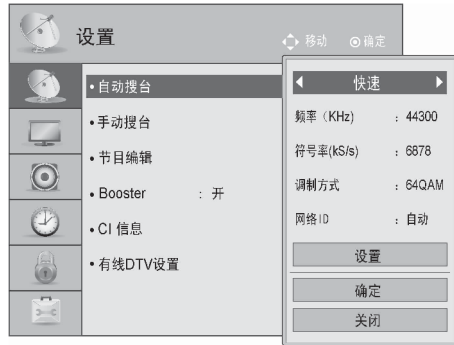 设置
移动 确定
• 自动搜台
• 手动搜台
• 节目编辑
• Booster : 开
• CI 信息
• 有线DTV设置
快速
频率（KHz） : 44300
符号率(kS/s) : 6878
调制方式 : 64QAM
网络ID : 自动
设置
确定
关闭